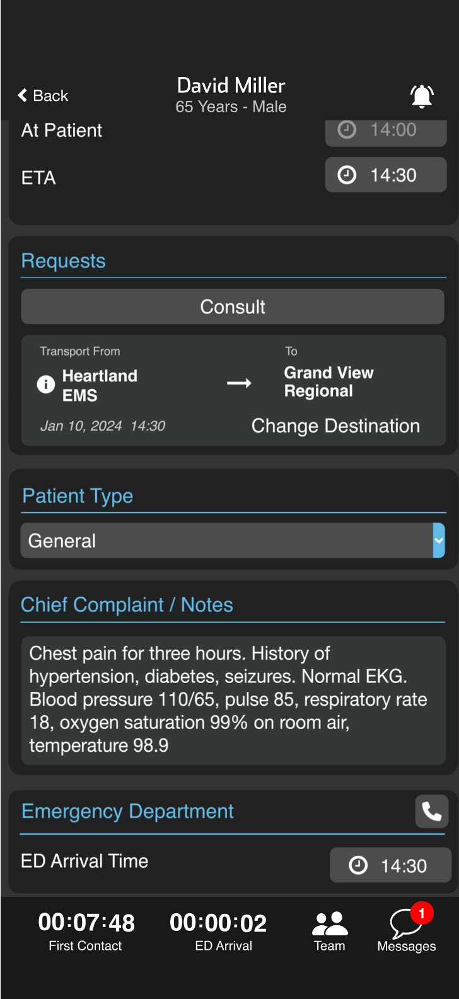 David Miller
Back
65 Years - Male
At Patient
14:00
ETA
14:30
Requests
Consult
Transport From
To
Heartland
EMS
Grand View
Regional
Jan 10, 2024 14:30
Change Destination
Patient Type
General
Chief Complaint / Notes
Chest pain for three hours. History of
hypertension, diabetes, seizures. Normal EKG.
Blood pressure 110/65, pulse 85, respiratory rate
18, oxygen saturation 99% on room air,
temperature 98.9
Emergency Department
ED Arrival Time
14:30
00:07:48
00:00:02
1
First Contact
ED Arrival
Team
Messages